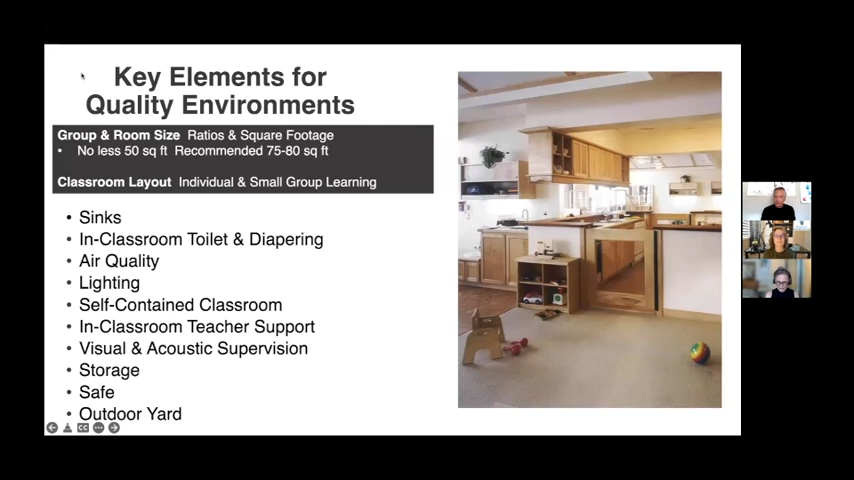 Key Elements for
Quality Environments
Group & Room Size Ratios & Square Footage
• No less 50 sq ft Recommended 75-80 sq ft
Classroom Layout Individual & Small Group Learning
• Sinks
• In-Classroom Toilet & Diapering
• Air Quality
• Lighting
• Self-Contained Classroom
• In-Classroom Teacher Support
• Visual & Acoustic Supervision
• Storage
• Safe
• Outdoor Yard
CC